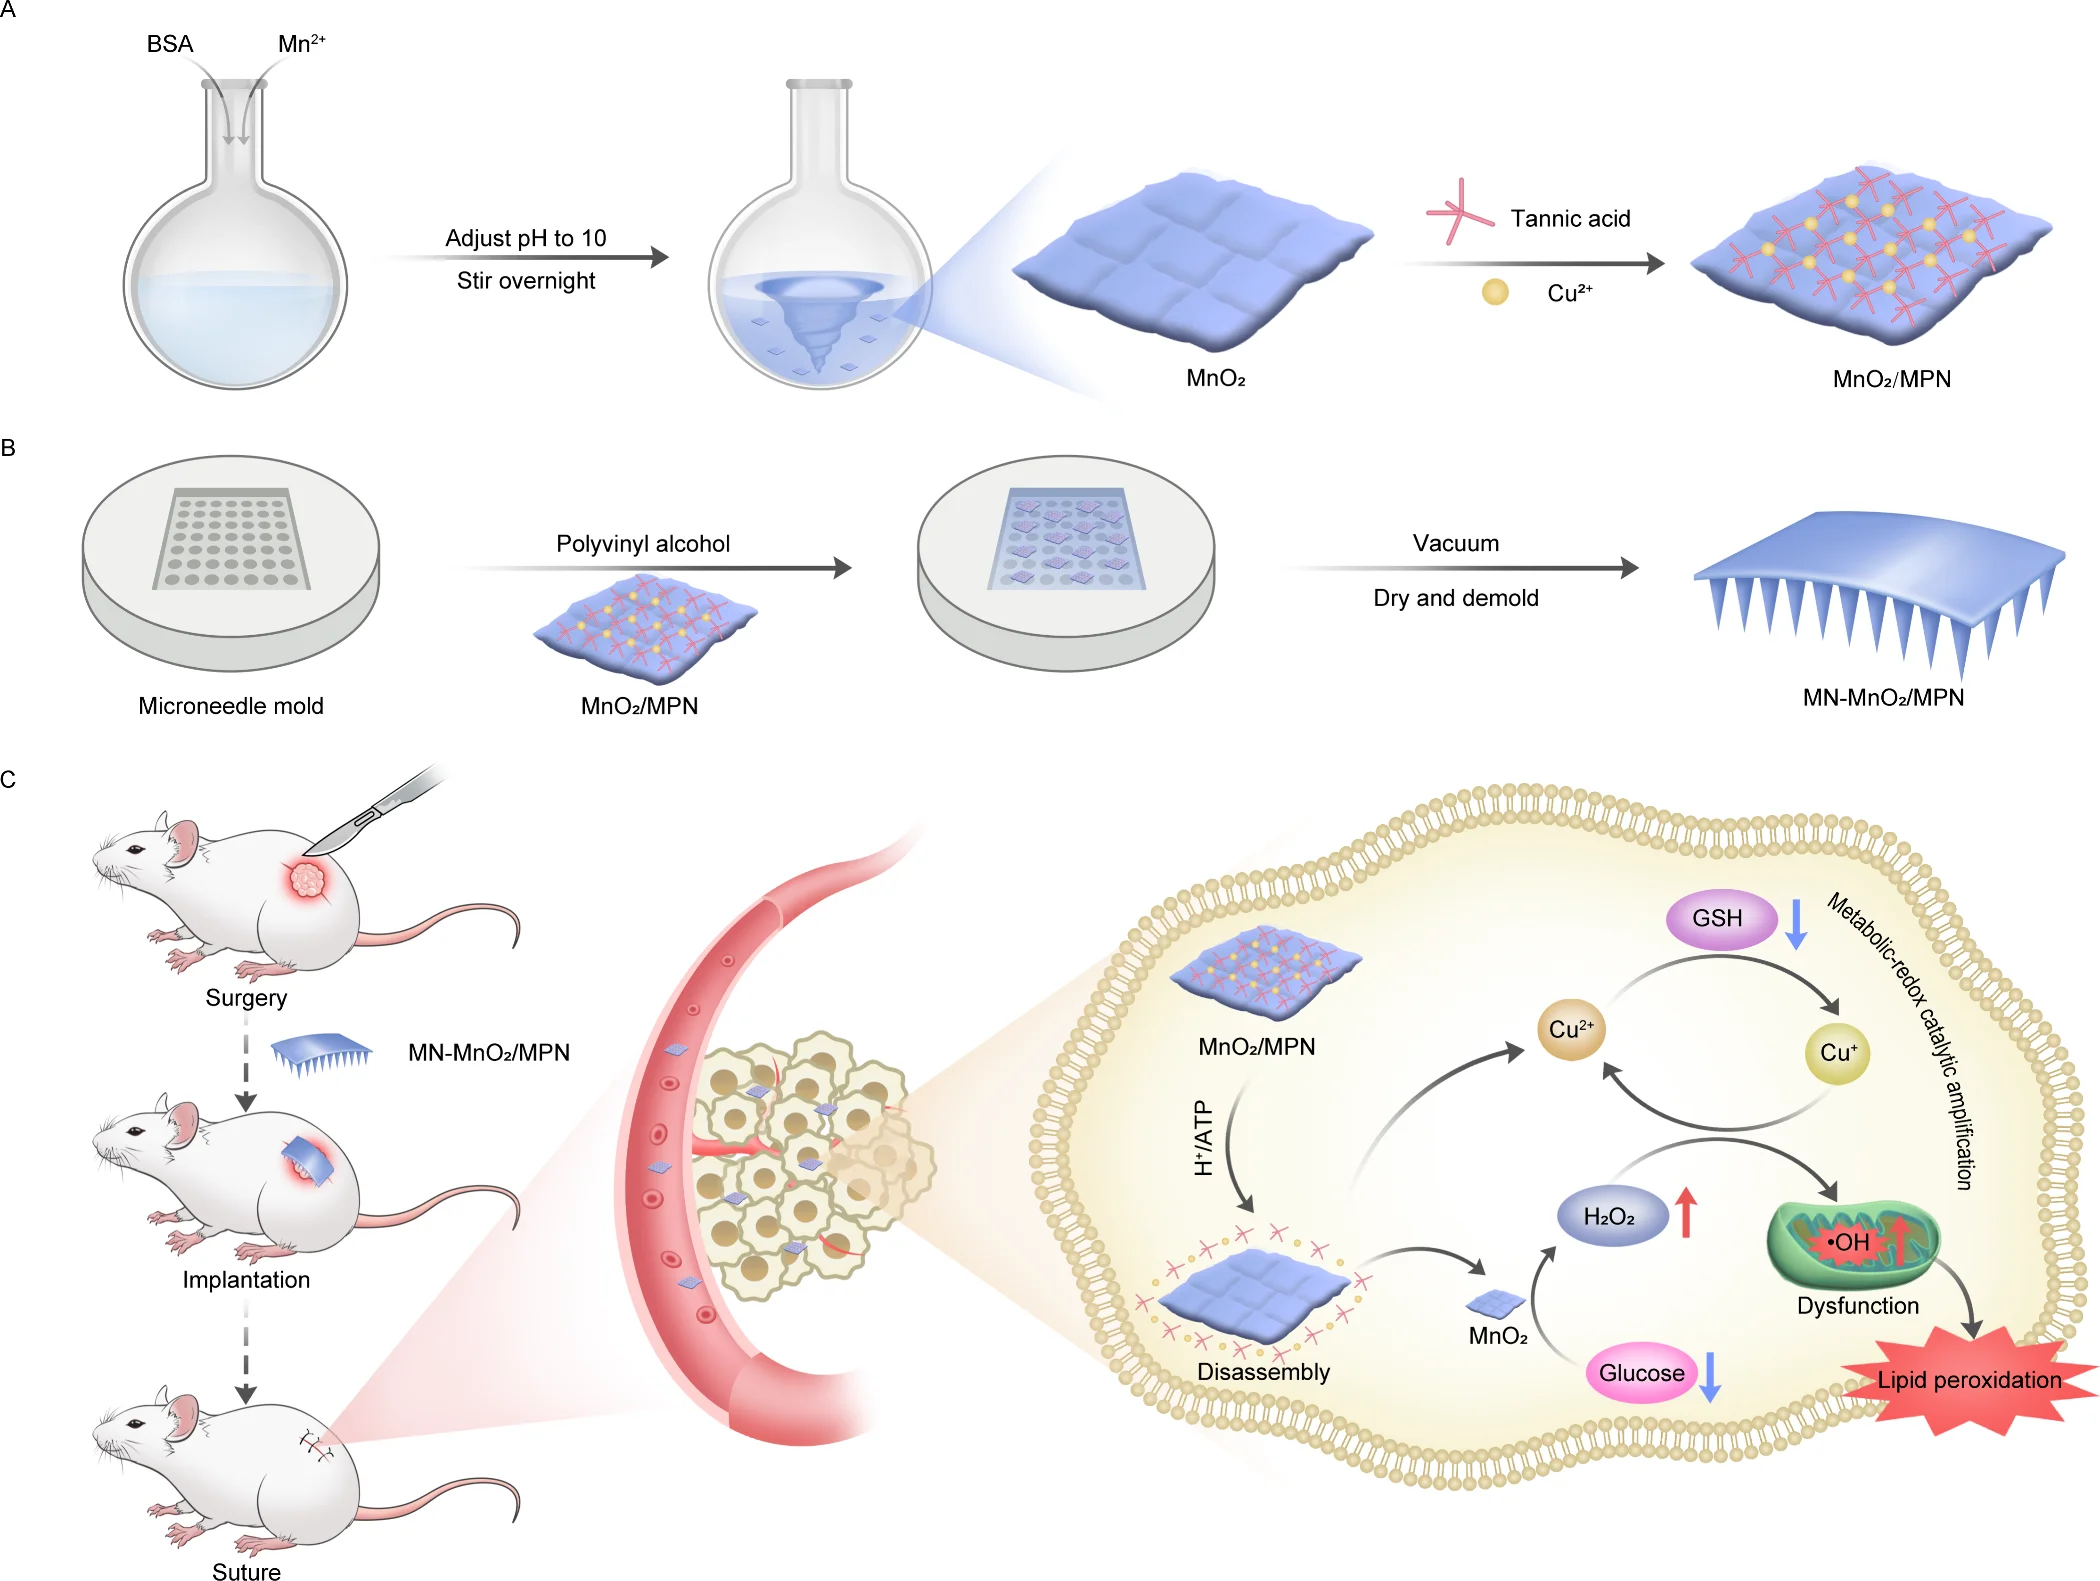 A
BSA
Mn²⁺
Adjust pH to 10
Stir overnight
MnO₂
Tannic acid
Cu²⁺
MnO₂/MPN
B
Microneedle mold
Polyvinyl alcohol
MnO₂/MPN
Vacuum
Dry and demold
MN-MnO₂/MPN
C
Surgery
MN-MnO₂/MPN
Implantation
Suture
MnO₂/MPN
H⁺/ATP
Disassembly
MnO₂
Cu²⁺
GSH
Cu⁺
Metabolic-redox catalytic amplification
H₂O₂
•OH
Dysfunction
Glucose
Lipid peroxidation